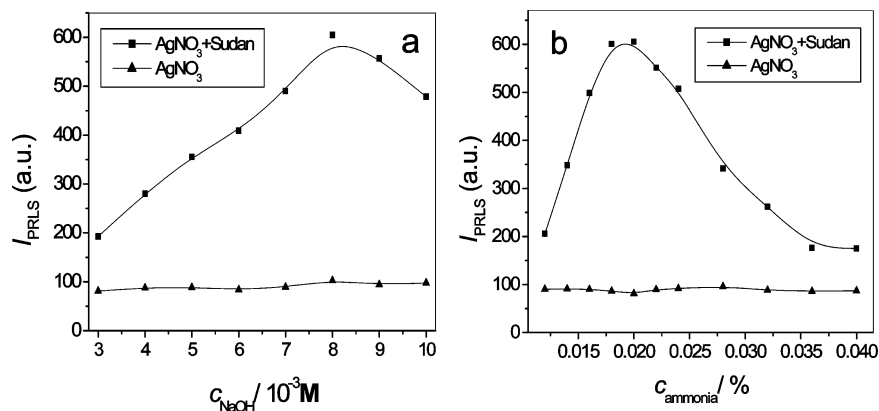 a
AgNO3+Sudan
AgNO3
600
500
400
300
200
100
0
IPRLS (a.u.)
3 4 5 6 7 8 9 10
cNaOH/ 10-3M
b
AgNO3+Sudan
AgNO3
600
500
400
300
200
100
0
IPRLS (a.u.)
0.015 0.020 0.025 0.030 0.035 0.040
cammonia/ %